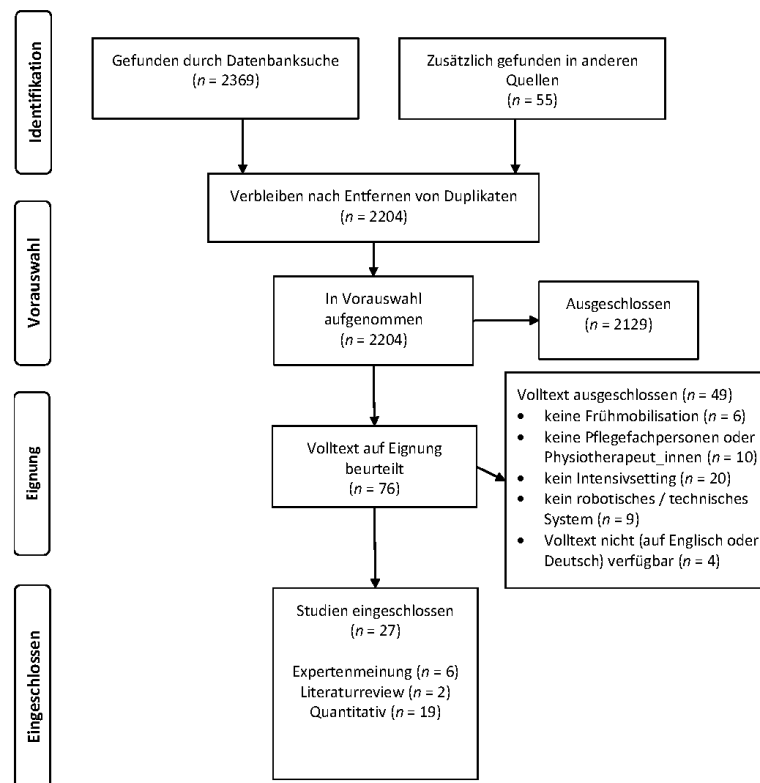 Identifikation
Gefunden durch Datenbanksuche
(n = 2369)
Zusätzlich gefunden in anderen
Quellen
(n = 55)
Verbleiben nach Entfernen von Duplikaten
(n = 2204)
Vorauswahl
In Vorauswahl
aufgenommen
(n = 2204)
Ausgeschlossen
(n = 2129)
Eignung
Volltext auf Eignung
beurteilt
(n = 76)
Volltext ausgeschlossen (n = 49)
• keine Frühmobilisation (n = 6)
• keine Pflegefachpersonen oder
Physiotherapeut_innen (n = 10)
• kein Intensivsetting (n = 20)
• kein robotisches / technisches
System (n = 9)
• Volltext nicht (auf Englisch oder
Deutsch) verfügbar (n = 4)
Eingeschlossen
Studien eingeschlossen
(n = 27)
Expertenmeinung (n = 6)
Literaturreview (n = 2)
Quantitativ (n = 19)